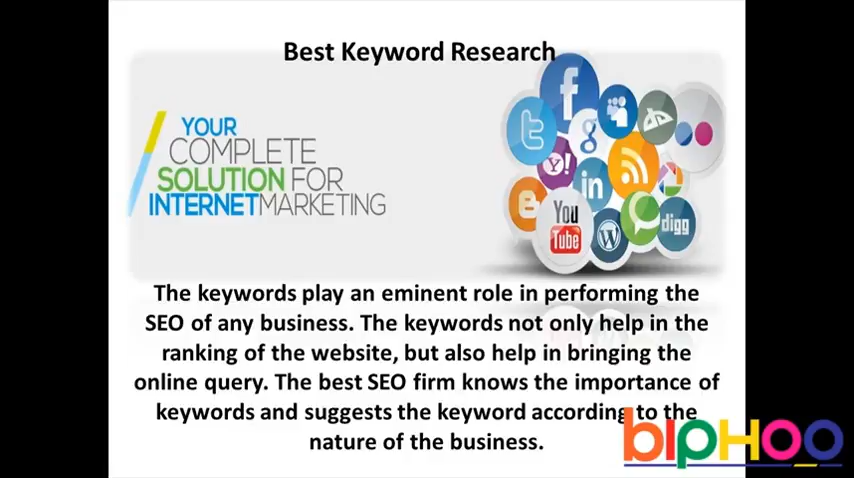 Best Keyword Research
YOUR
COMPLETE
SOLUTION FOR
INTERNETMARKETING
f
t
g
Y!
in
You
Tube
W
digg
The keywords play an eminent role in performing the
SEO of any business. The keywords not only help in the
ranking of the website, but also help in bringing the
online query. The best SEO firm knows the importance of
keywords and suggests the keyword according to the
nature of the business.
bIpHOO